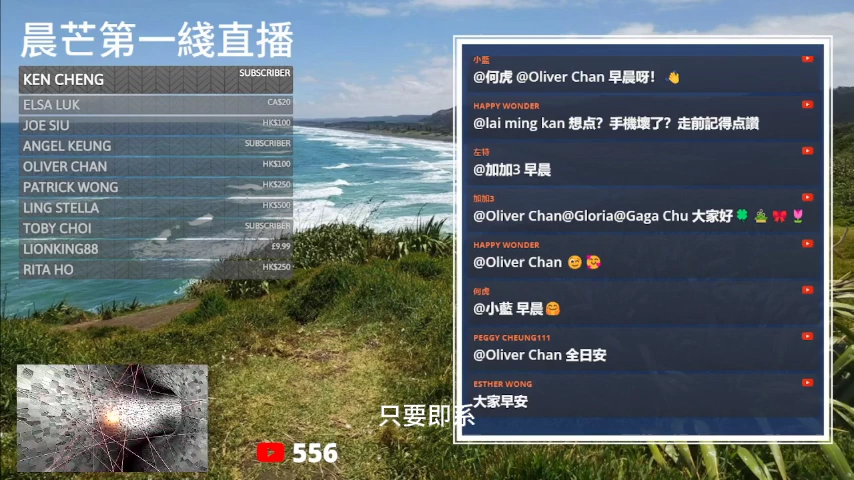 晨芒第一綫直播
KEN CHENG SUBSCRIBER
ELSA LUK CA$20
JOE SIU HK$100
ANGEL KEUNG SUBSCRIBER
OLIVER CHAN HK$100
PATRICK WONG HK$250
LING STELLA HK$500
TOBY CHOI SUBSCRIBER
LIONKING88 £9.99
RITA HO HK$250
小藍
@何虎 @Oliver Chan 早晨呀! 👋
HAPPY WONDER
@lai ming kan 想点? 手機壞了? 走前記得点讚
左特
@加加3 早晨
加加3
@Oliver Chan@Gloria@Gaga Chu 大家好 🍀 🎍 🎀 🌷
HAPPY WONDER
@Oliver Chan 😊 🥰
何虎
@小藍 早晨 🤗
PEGGY CHEUNG111
@Oliver Chan 全日安
ESTHER WONG
大家早安
只要即系
556